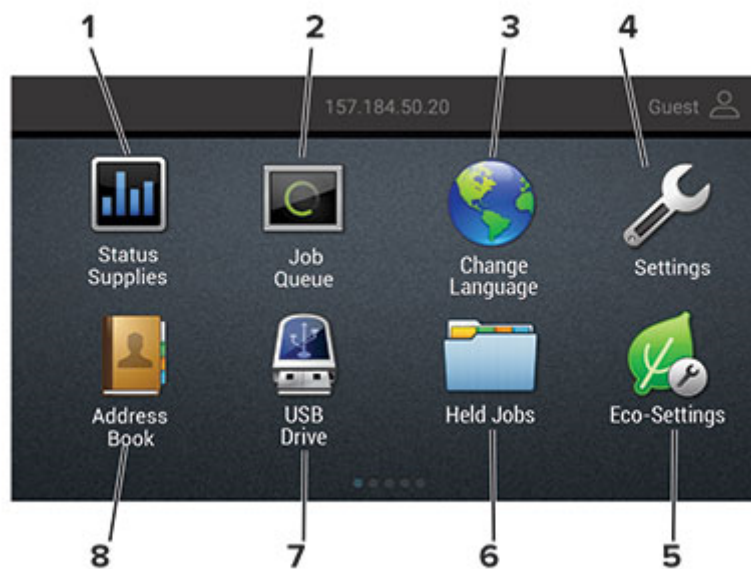 1 2 3 4
157.184.50.20 Guest
Status
Supplies
Job
Queue
Change
Language
Settings
Address
Book
USB
Drive
Held Jobs
Eco-Settings
8 7 6 5